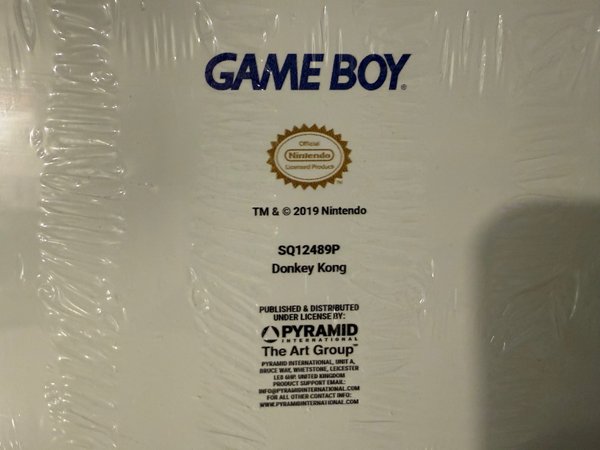 GAME BOY®
Official
Nintendo
Licensed Product
TM
TM & © 2019 Nintendo
SQ12489P
Donkey Kong
PUBLISHED & DISTRIBUTED
UNDER LICENSE BY:
PYRAMID
INTERNATIONAL
The Art Group™
PYRAMID INTERNATIONAL, UNIT A,
BRUCE WAY, WHETSTONE, LEICESTER
LE8 6HP. UNITED KINGDOM
PRODUCT SUPPORT EMAIL:
INFO@PYRAMIDINTERNATIONAL.COM
FOR ALL OTHER CONTACT INFO:
WWW.PYRAMIDINTERNATIONAL.COM